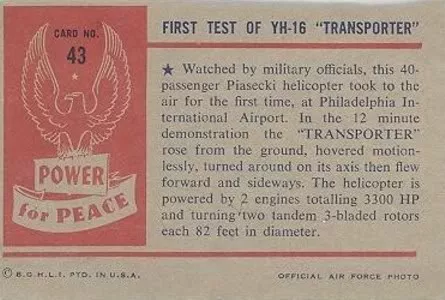 CARD NO.
43
POWER
for PEACE
FIRST TEST OF YH-16 "TRANSPORTER"
★ Watched by military officials, this 40-
passenger Piasecki helicopter took to the
air for the first time, at Philadelphia In-
ternational Airport. In the 12 minute
demonstration the "TRANSPORTER"
rose from the ground, hovered motion-
lessly, turned around on its axis then flew
forward and sideways. The helicopter is
powered by 2 engines totalling 3300 HP
and turning two tandem 3-bladed rotors
each 82 feet in diameter.
© B.G.H.L.I. PTD. IN U.S.A.
OFFICIAL AIR FORCE PHOTO